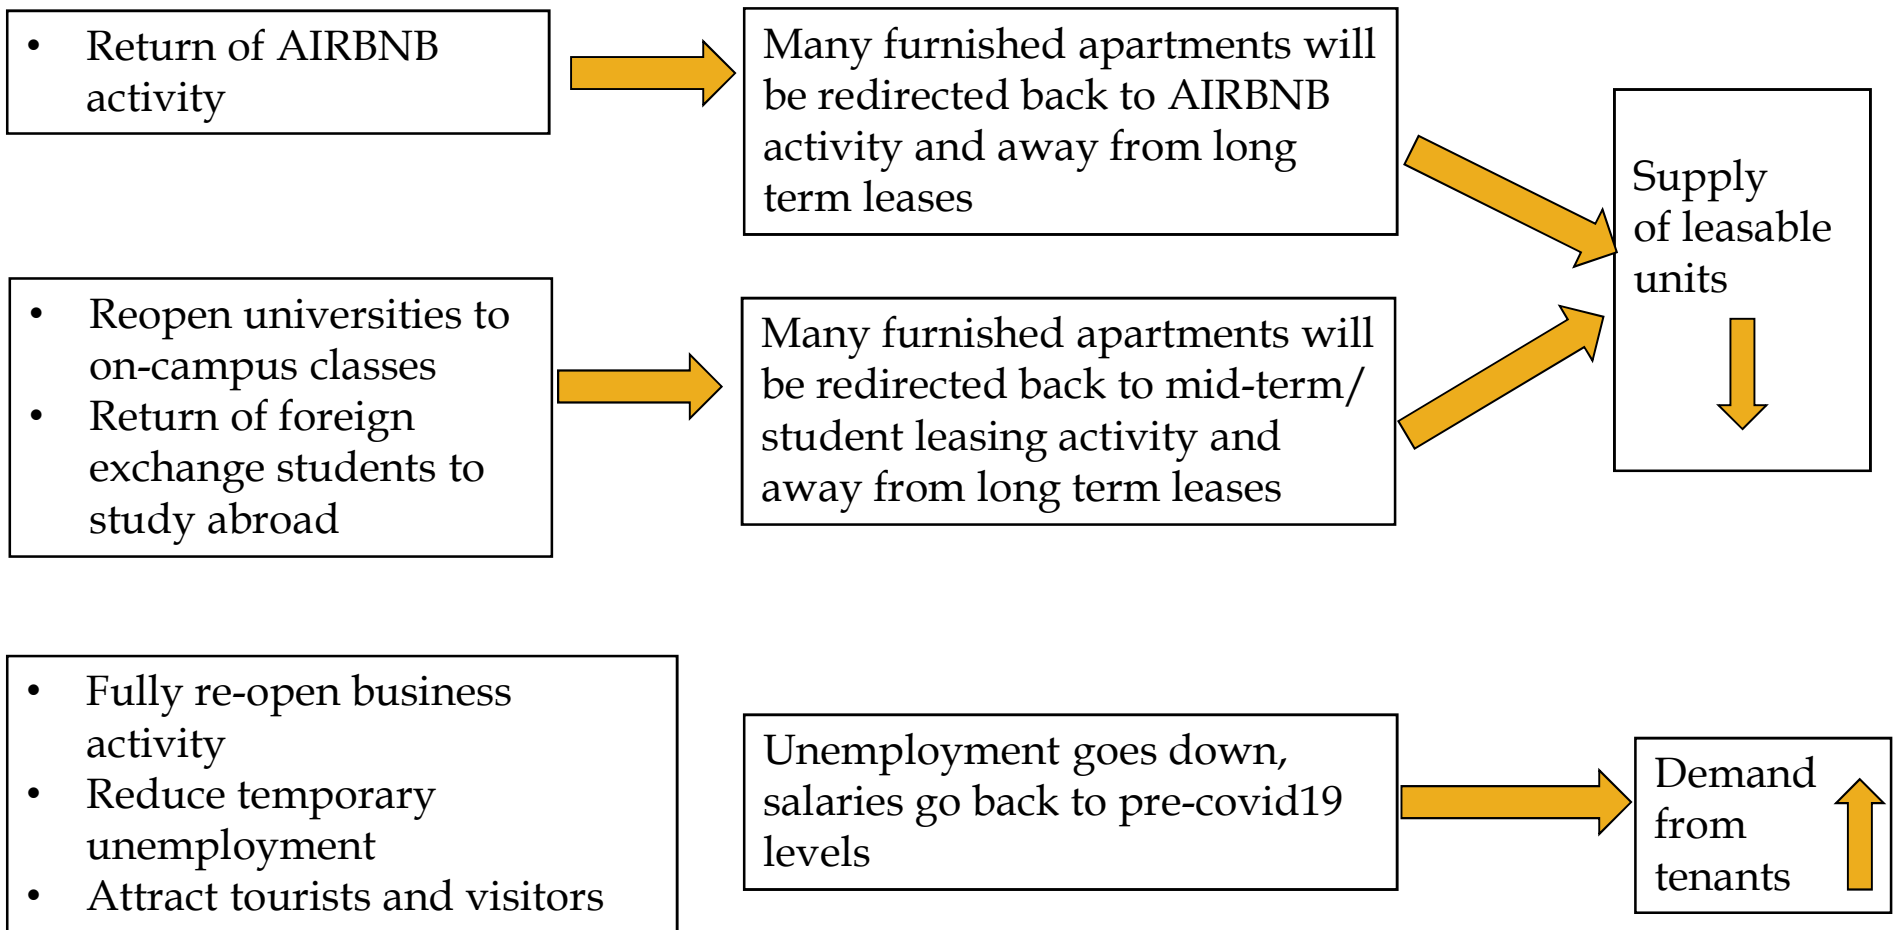 • Return of AIRBNB
activity
Many furnished apartments will
be redirected back to AIRBNB
activity and away from long
term leases
Supply
of leasable
units
• Reopen universities to
on-campus classes
• Return of foreign
exchange students to
study abroad
Many furnished apartments will
be redirected back to mid-term/
student leasing activity and
away from long term leases
• Fully re-open business
activity
• Reduce temporary
unemployment
• Attract tourists and visitors
Unemployment goes down,
salaries go back to pre-covid19
levels
Demand
from
tenants